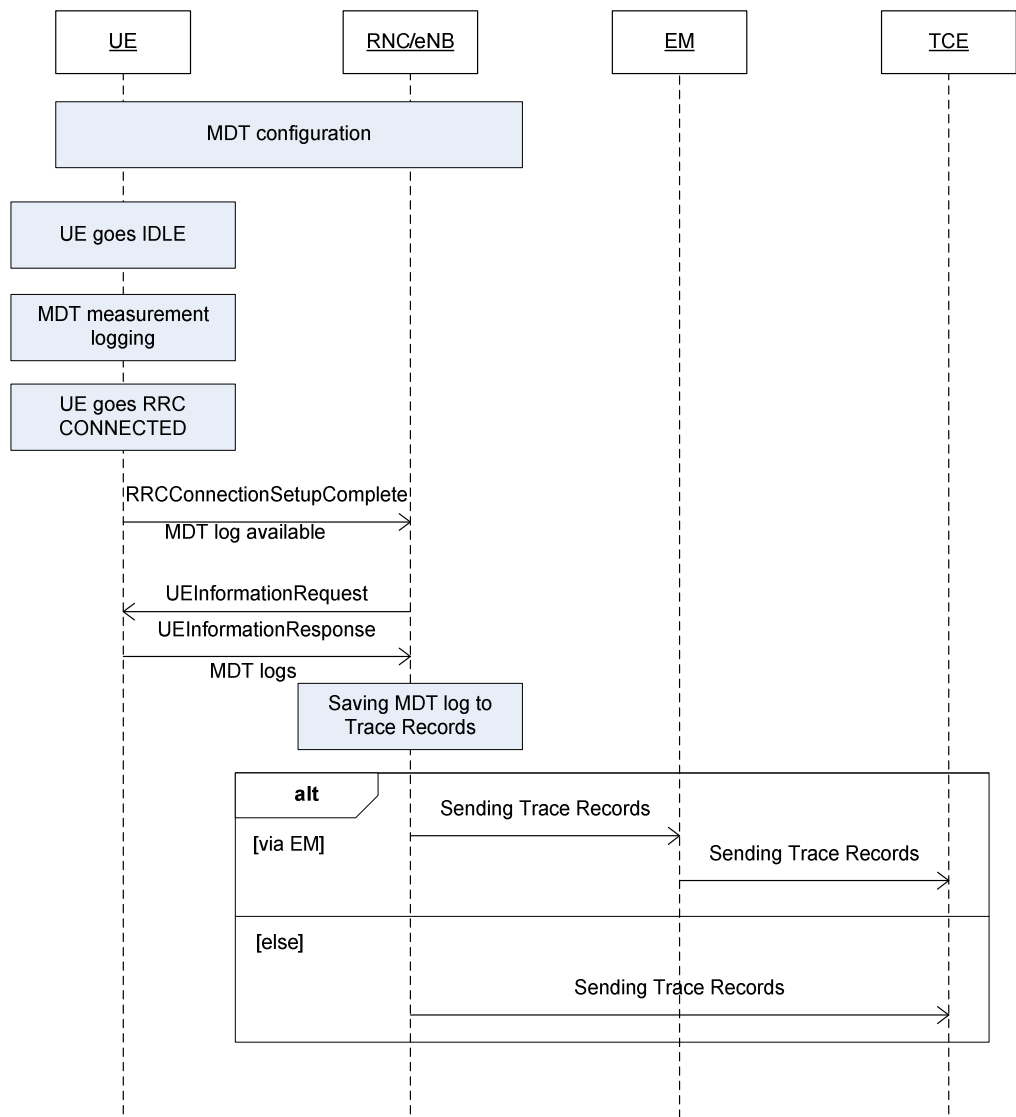 UE
RNC/eNB
EM
TCE
MDT configuration
UE goes IDLE
MDT measurement
logging
UE goes RRC
CONNECTED
RRCConnectionSetupComplete
MDT log available
UEInformationRequest
UEInformationResponse
MDT logs
Saving MDT log to
Trace Records
alt
Sending Trace Records
[via EM]
Sending Trace Records
[else]
Sending Trace Records